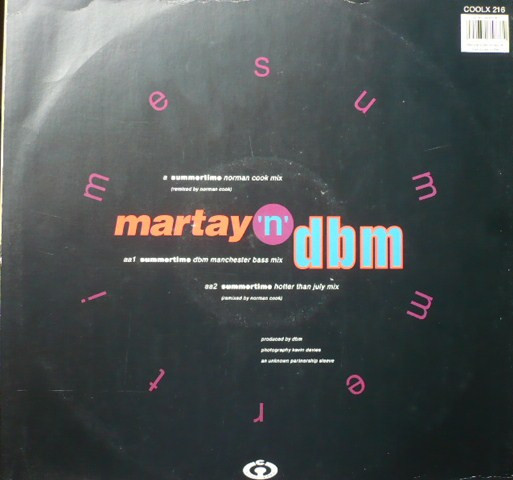 COOLX 216
summertime
a summertime norman cook mix
(remixed by norman cook)
martay 'n' dbm
aa1 summertime dbm manchester bass mix
aa2 summertime hotter than july mix
(remixed by norman cook)
produced by dbm
photography kevin davies
an unknown partnership sleeve